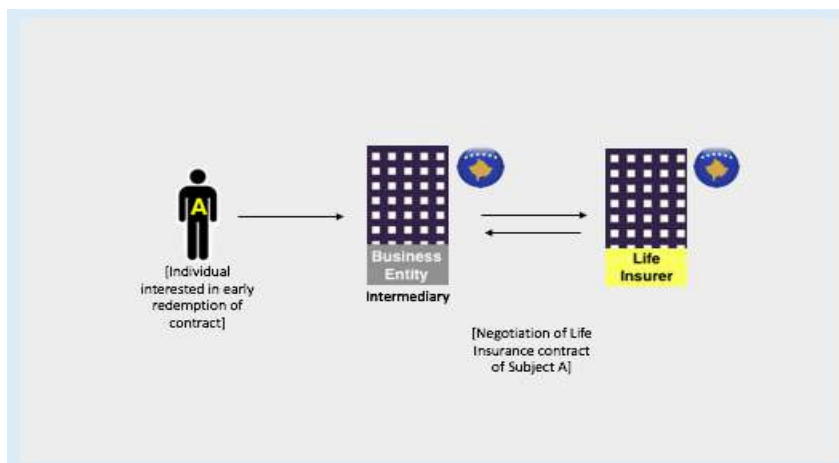 A
[Individual
interested in early
redemption of
contract]
Business
Entity
Intermediary
[Negotiation of Life
Insurance contract
of Subject A]
Life
Insurer